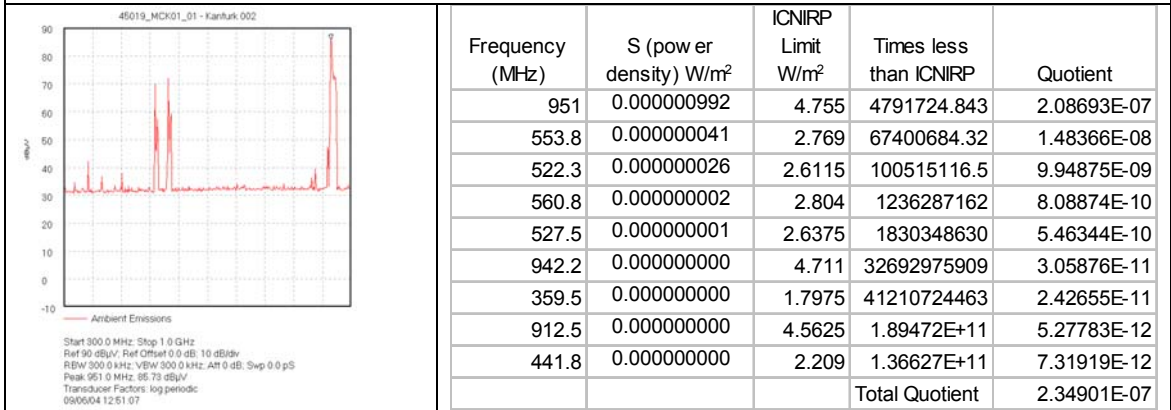 45019_MCK01_01 - Kanturk 002
90
80
70
60
50
40
30
20
10
0
-10
dBµV
Ambient Emissions
Start 300.0 MHz; Stop 1.0 GHz
Ref 90 dBµV; Ref Offset 0.0 dB; 10 dB/div
RBW 300.0 kHz; VBW 300.0 kHz; Att 0 dB; Swp 0.0 pS
Peak 951.0 MHz, 85.73 dBµV
Transducer Factors: log periodic
09/06/04 12:51:07
Frequency (MHz) S (pow er density) W/m² ICNIRP Limit W/m² Times less than ICNIRP Quotient
951 0.000000992 4.755 4791724.843 2.08693E-07
553.8 0.000000041 2.769 67400684.32 1.48366E-08
522.3 0.000000026 2.6115 100515116.5 9.94875E-09
560.8 0.000000002 2.804 1236287162 8.08874E-10
527.5 0.000000001 2.6375 1830348630 5.46344E-10
942.2 0.000000000 4.711 32692975909 3.05876E-11
359.5 0.000000000 1.7975 41210724463 2.42655E-11
912.5 0.000000000 4.5625 1.89472E+11 5.27783E-12
441.8 0.000000000 2.209 1.36627E+11 7.31919E-12
Total Quotient 2.34901E-07